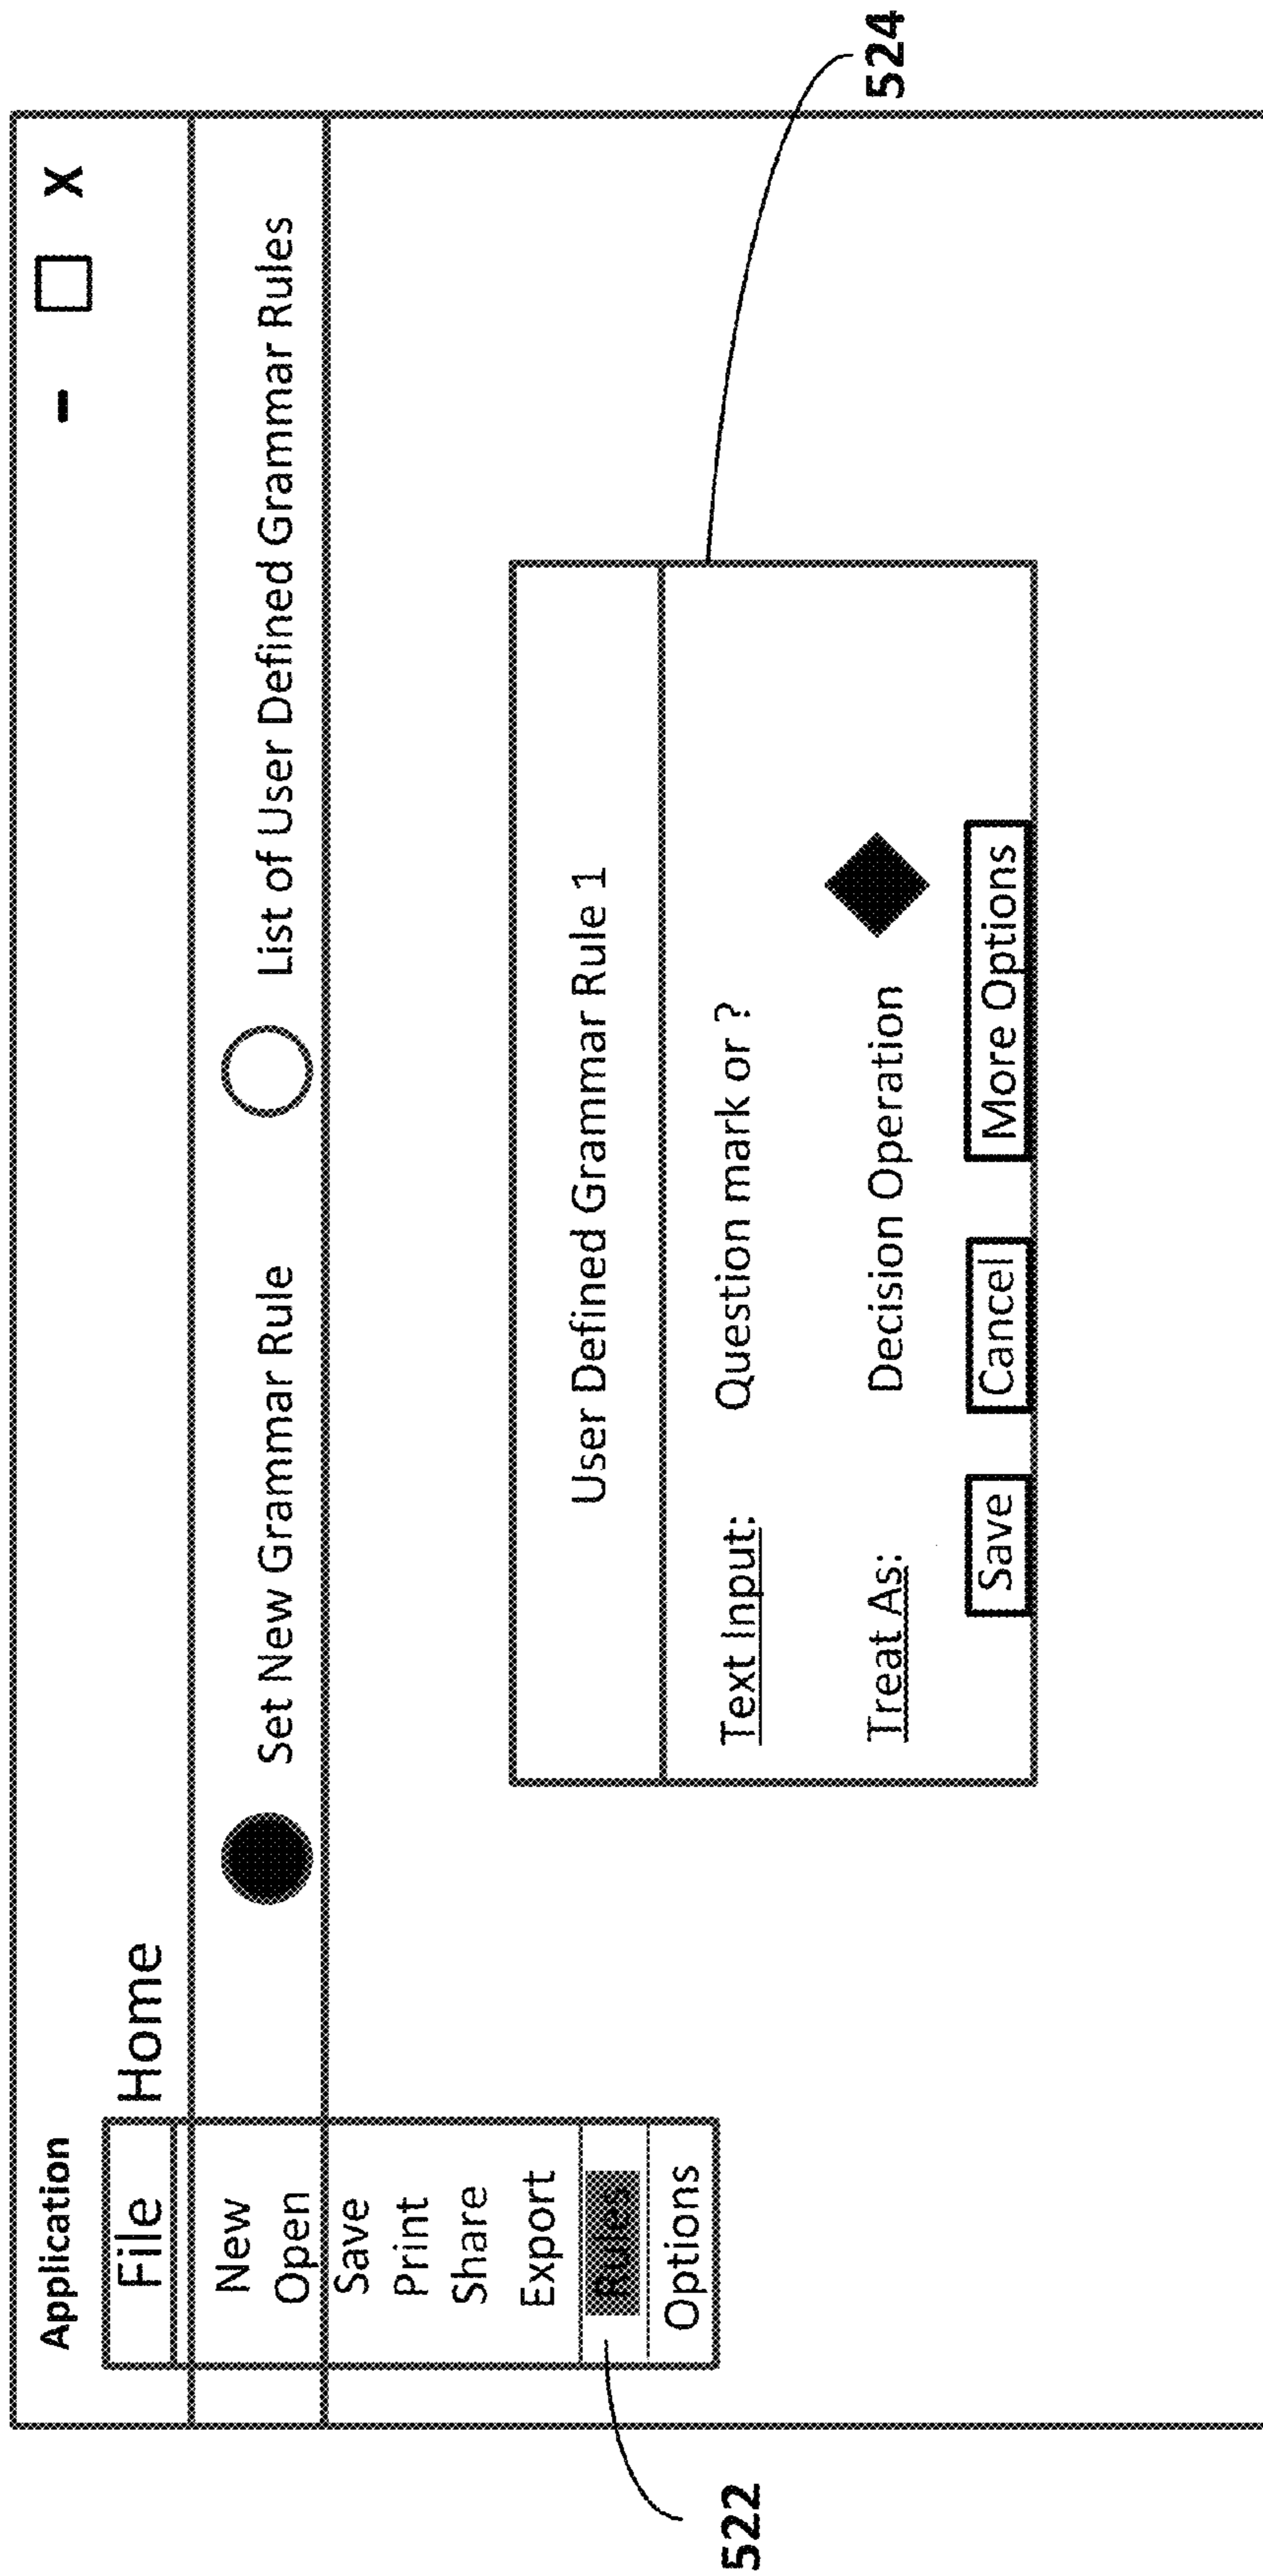 Application
– □ X
File Home
New
Open
Save
Print
Share
Export
Rules
Options
Set New Grammar Rule
List of User Defined Grammar Rules
User Defined Grammar Rule 1
Text Input: Question mark or ?
Treat As: Decision Operation
Save Cancel More Options
522
524